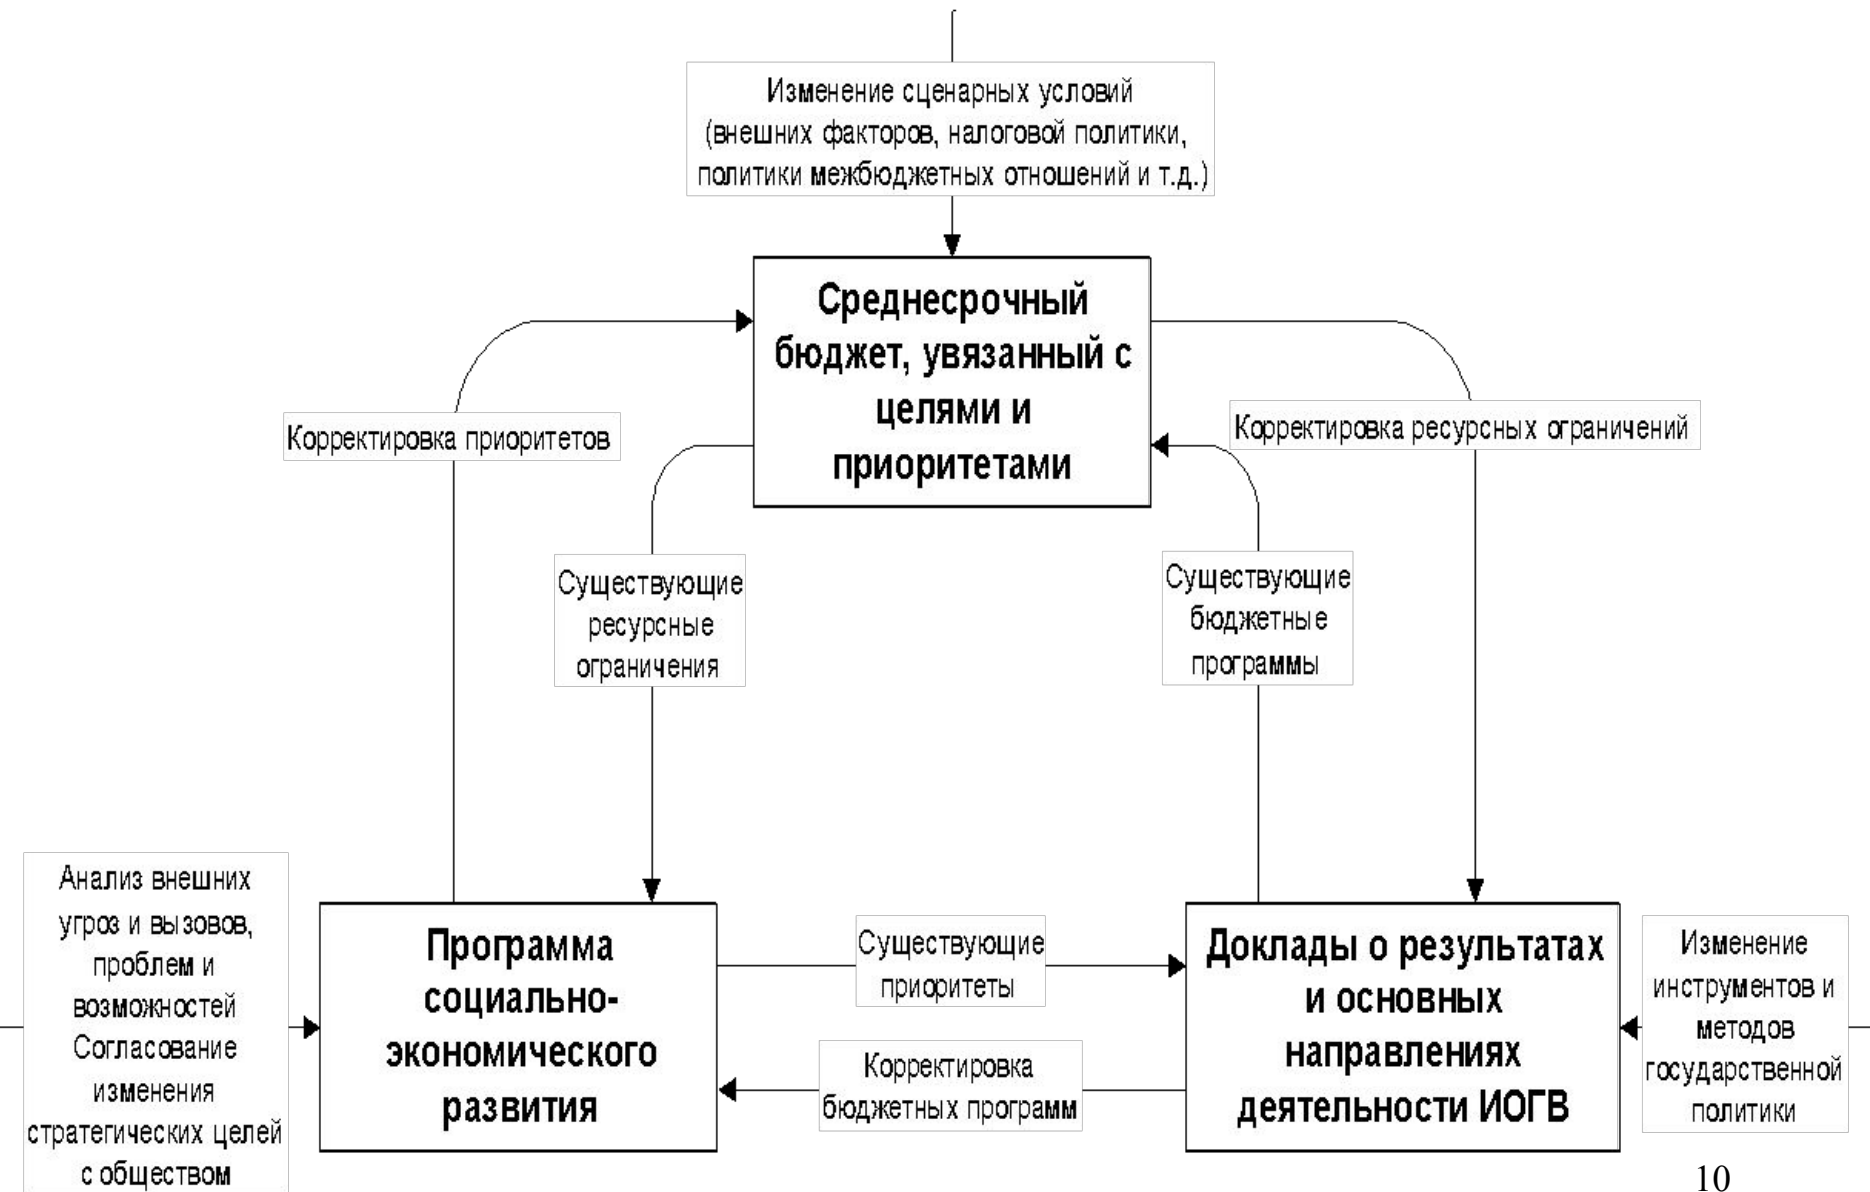 Изменение сценарных условий
(внешних факторов, налоговой политики,
политики межбюджетных отношений и т.д.)
Среднесрочный
бюджет, увязанный с
целями и
приоритетами
Корректировка приоритетов
Корректировка ресурсных ограничений
Существующие
ресурсные
ограничения
Существующие
бюджетные
программы
Анализ внешних
угроз и вызовов,
проблем и
возможностей
Согласование
изменения
стратегических целей
с обществом
Программа
социально-
экономического
развития
Существующие
приоритеты
Корректировка
бюджетных программ
Доклады о результатах
и основных
направлениях
деятельности ИОГВ
Изменение
инструментов и
методов
государственной
политики
10